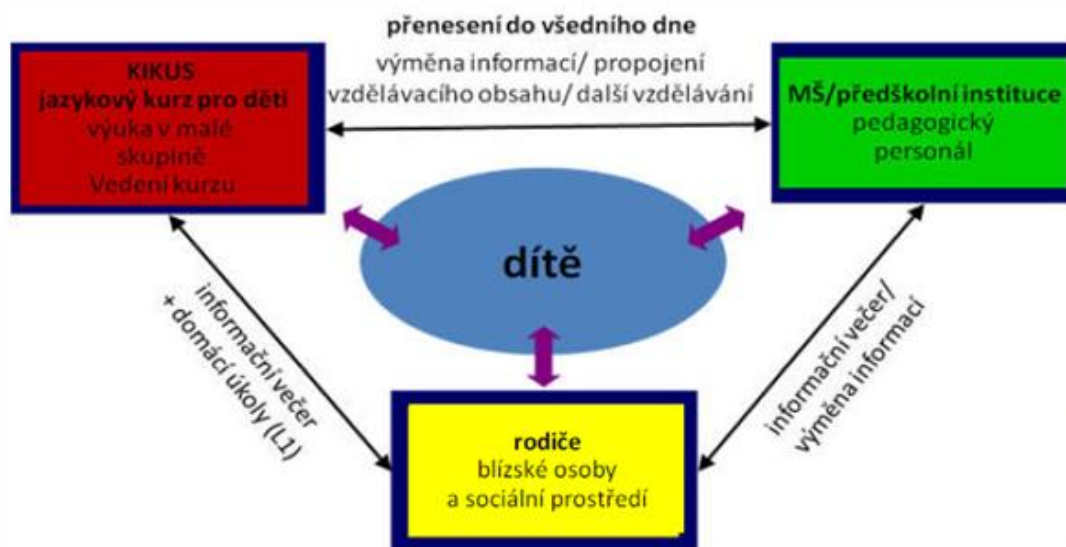 přenesení do všedního dne
výměna informací/ propojení
vzdělávacího obsahu/ další vzdělávání
KIKUS
jazykový kurz pro děti
výuka v malé
skupině
Vedení kurzu
MŠ/předškolní instituce
pedagogický
personál
dítě
informační večer
+ domácí úkoly (L1)
informační večer/
výměna informací
rodiče
blízské osoby
a sociální prostředí